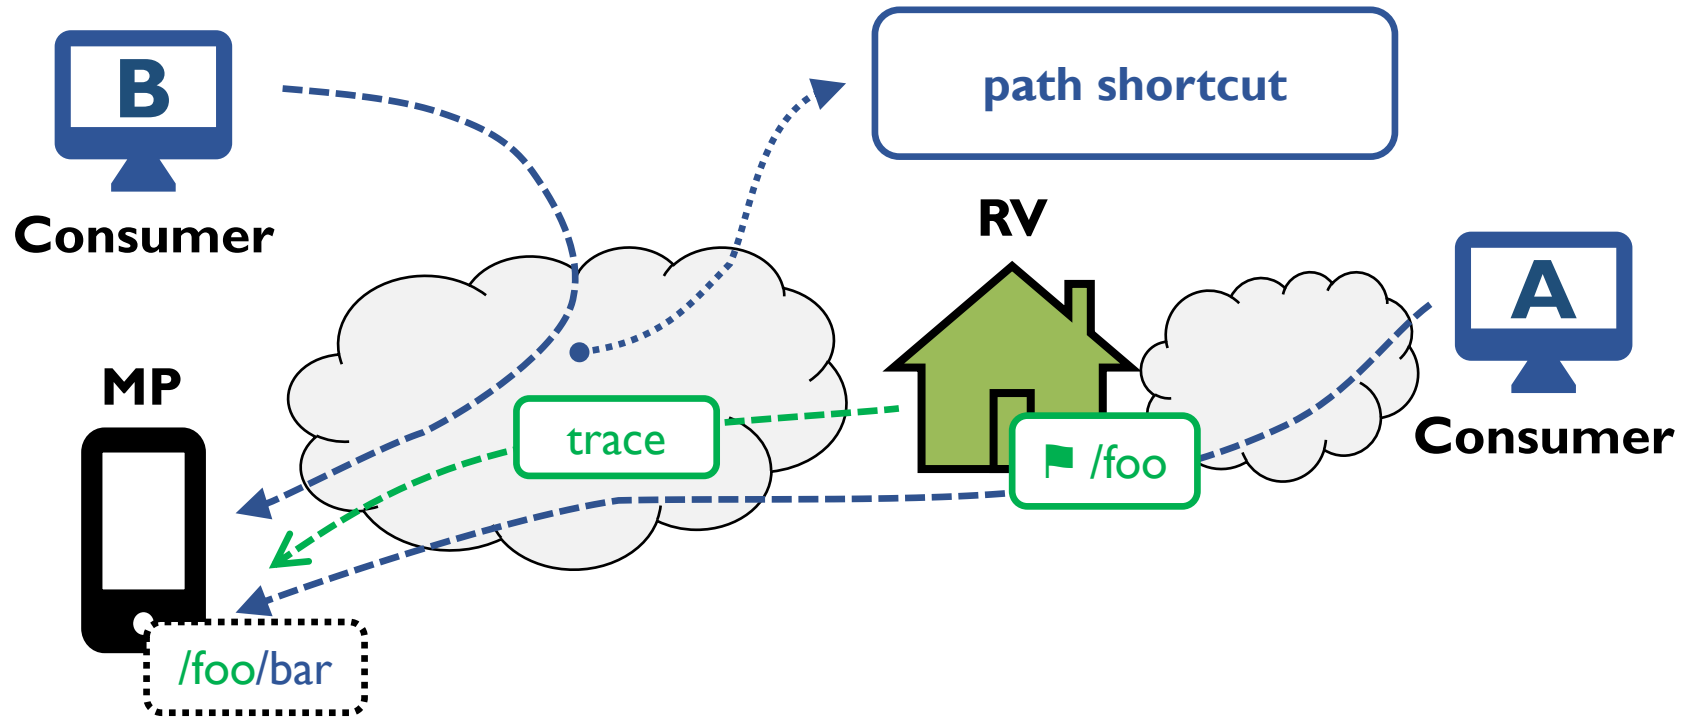 B
path shortcut
Consumer
RV
A
MP
trace
Consumer
/foo
/foo/bar